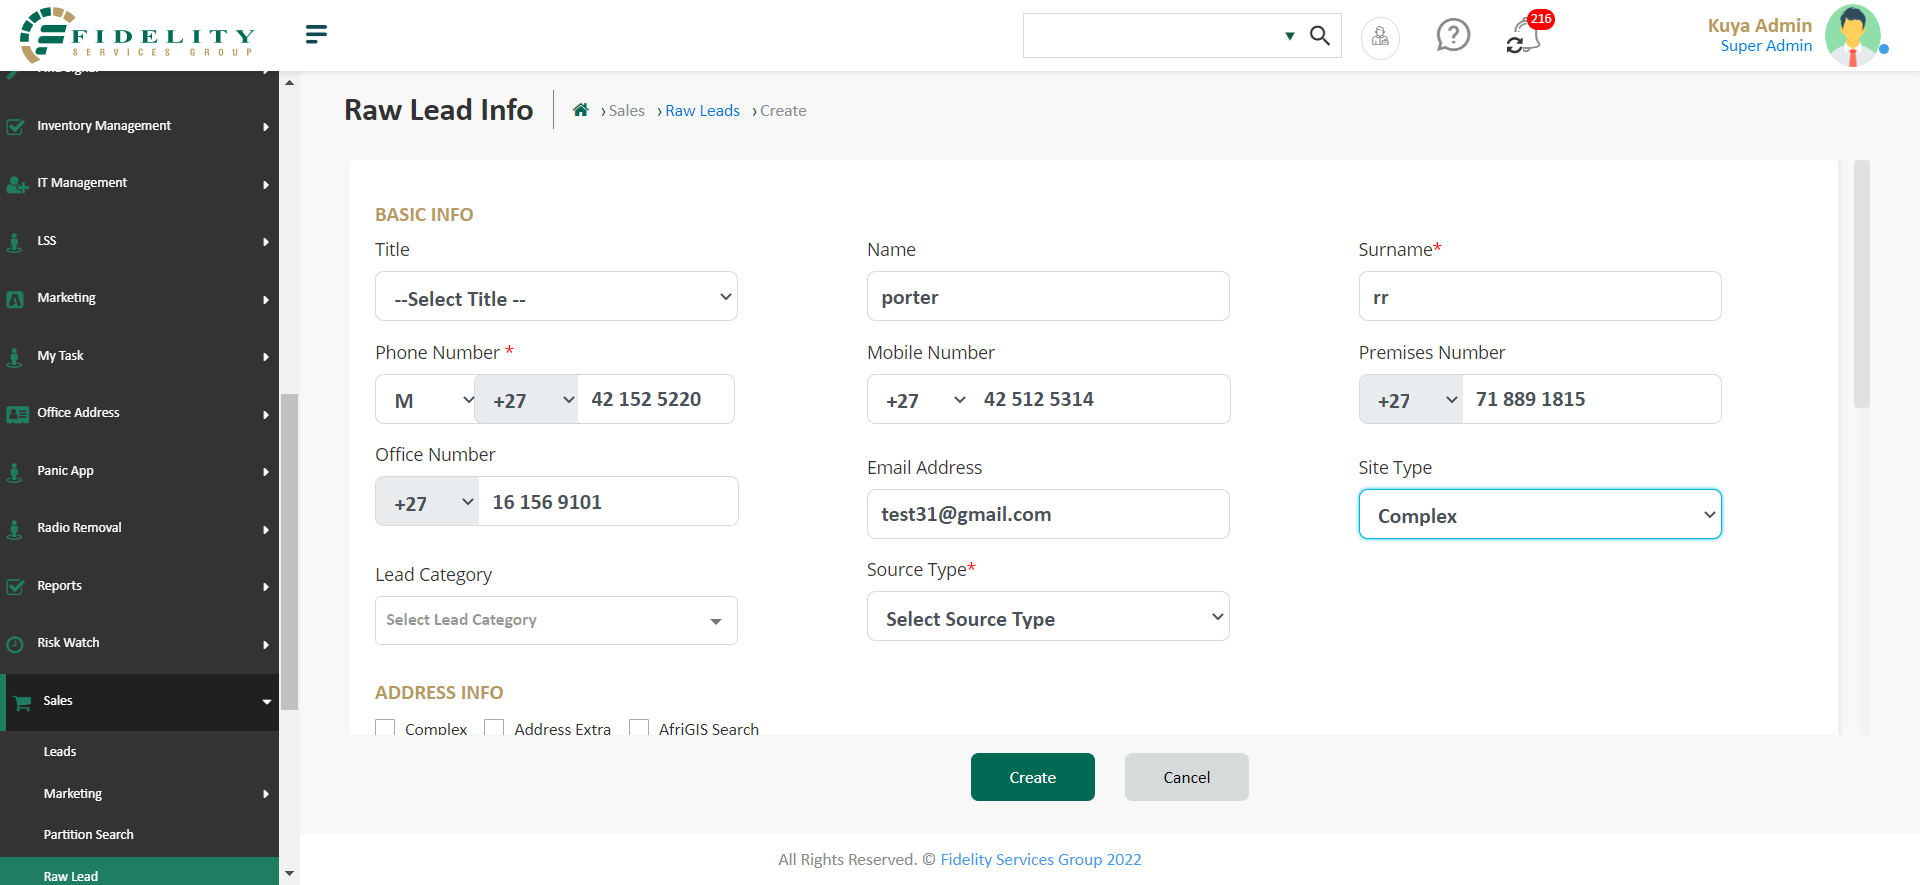 FIDELITY
SERVICES GROUP
216
Kuya Admin
Super Admin
Inventory Management
IT Management
LSS
Marketing
My Task
Office Address
Panic App
Radio Removal
Reports
Risk Watch
Sales
Leads
Marketing
Partition Search
Raw Lead
Raw Lead Info
› Sales › Raw Leads › Create
BASIC INFO
Title
Name
Surname*
--Select Title --
porter
rr
Phone Number *
Mobile Number
Premises Number
M +27 42 152 5220
+27 42 512 5314
+27 71 889 1815
Office Number
Email Address
Site Type
+27 16 156 9101
test31@gmail.com
Complex
Lead Category
Source Type*
Select Lead Category
Select Source Type
ADDRESS INFO
Complex Address Extra AfriGIS Search
Create
Cancel
All Rights Reserved. © Fidelity Services Group 2022